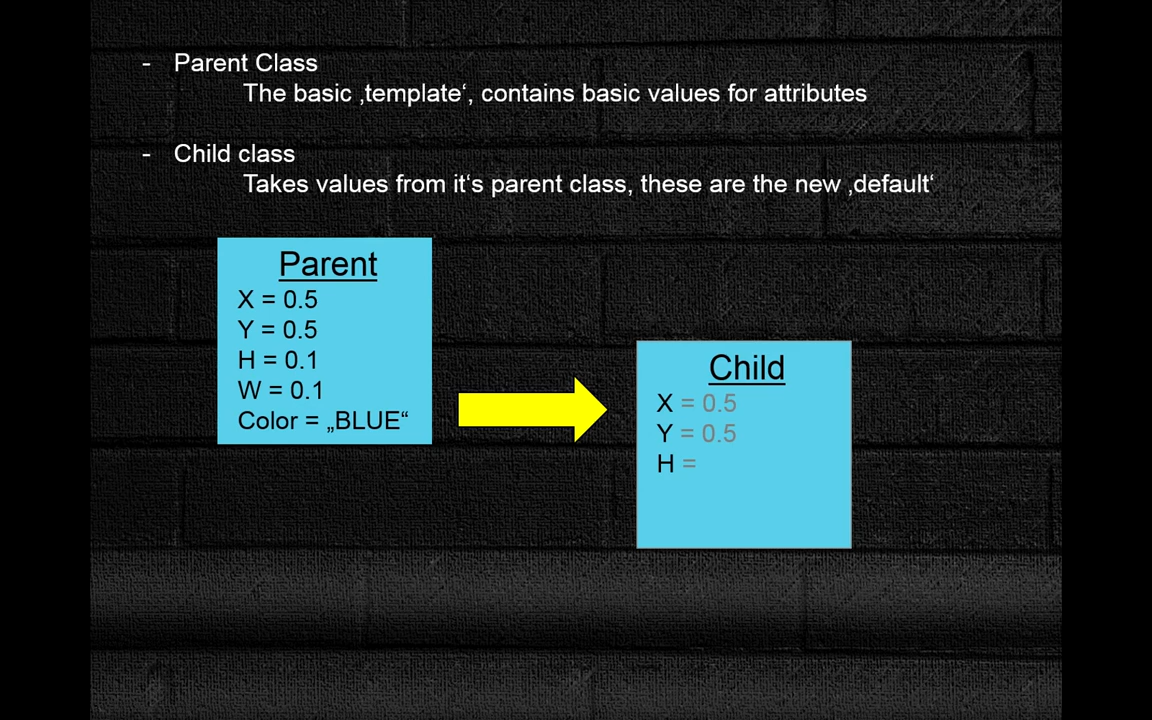 - Parent Class
The basic ‚template‘, contains basic values for attributes
- Child class
Takes values from it‘s parent class, these are the new ‚default‘
Parent
X = 0.5
Y = 0.5
H = 0.1
W = 0.1
Color = „BLUE“
Child
X = 0.5
Y = 0.5
H =